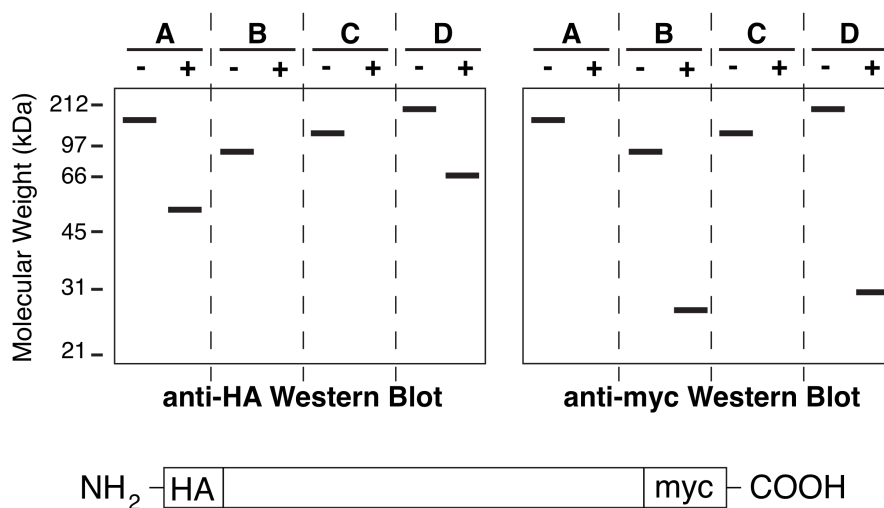 A B C D A B C D
- + - + - + - + - + - + - + - +
Molecular Weight (kDa)
212
97
66
45
31
21
anti-HA Western Blot anti-myc Western Blot
NH2 HA myc COOH